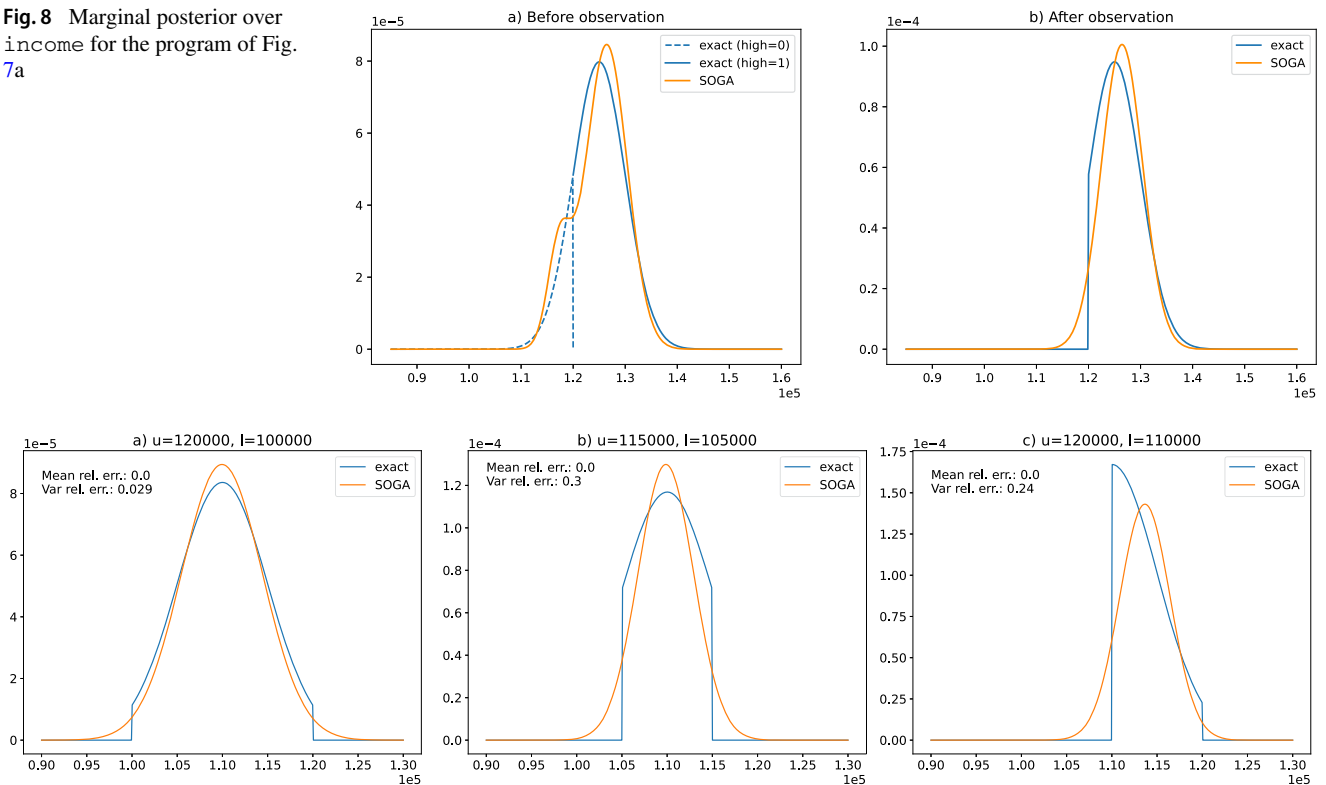 Fig. 8 Marginal posterior over
income for the program of Fig.
7a
a) Before observation
1e−5
exact (high=0)
exact (high=1)
SOGA
8
6
4
2
0
0.9 1.0 1.1 1.2 1.3 1.4 1.5 1.6
1e5
b) After observation
1e−4
exact
SOGA
1.0
0.8
0.6
0.4
0.2
0.0
0.9 1.0 1.1 1.2 1.3 1.4 1.5 1.6
1e5
a) u=120000, l=100000
1e−5
Mean rel. err.: 0.0
Var rel. err.: 0.029
exact
SOGA
8
6
4
2
0
0.90 0.95 1.00 1.05 1.10 1.15 1.20 1.25 1.30
1e5
b) u=115000, l=105000
1e−4
Mean rel. err.: 0.0
Var rel. err.: 0.3
exact
SOGA
1.2
1.0
0.8
0.6
0.4
0.2
0.0
0.90 0.95 1.00 1.05 1.10 1.15 1.20 1.25 1.30
1e5
c) u=120000, l=110000
1e−4
Mean rel. err.: 0.0
Var rel. err.: 0.24
exact
SOGA
1.75
1.50
1.25
1.00
0.75
0.50
0.25
0.00
0.90 0.95 1.00 1.05 1.10 1.15 1.20 1.25 1.30
1e5